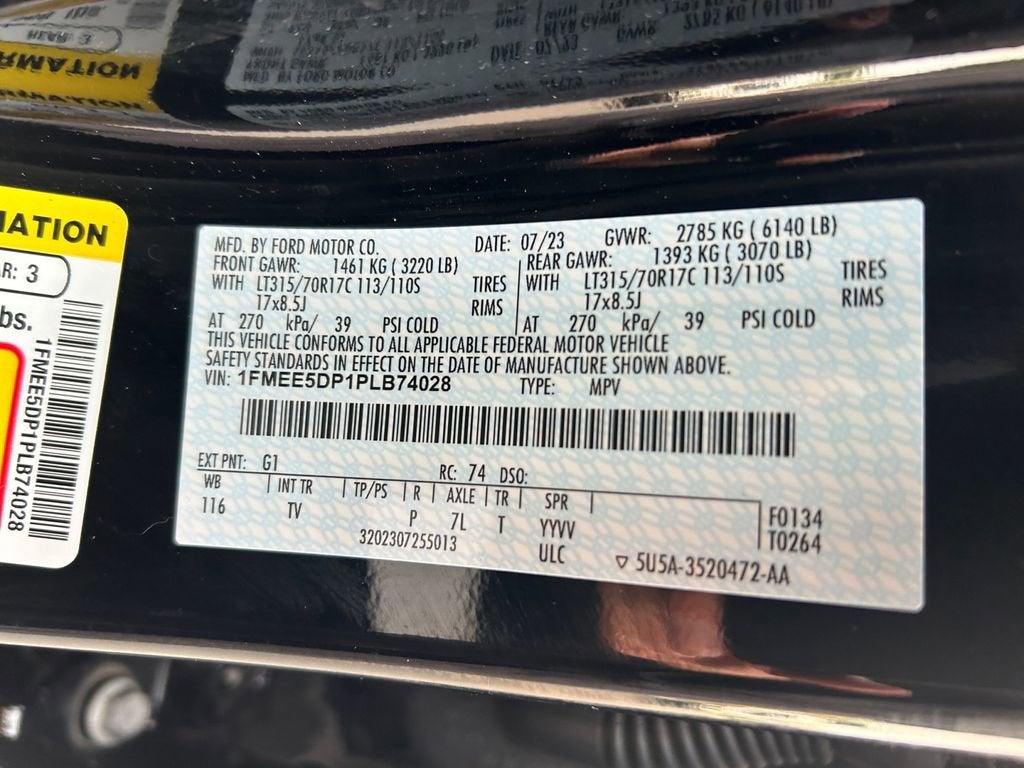 MATION
R: 3
bs.
1FMEE5DP1PLB74028
MFD. BY FORD MOTOR CO. DATE: 07/23 GVWR: 2785 KG ( 6140 LB)
FRONT GAWR: 1461 KG ( 3220 LB) REAR GAWR: 1393 KG ( 3070 LB)
WITH LT315/70R17C 113/110S TIRES WITH LT315/70R17C 113/110S TIRES
17x8.5J RIMS 17x8.5J RIMS
AT 270 kPa/ 39 PSI COLD AT 270 kPa/ 39 PSI COLD
THIS VEHICLE CONFORMS TO ALL APPLICABLE FEDERAL MOTOR VEHICLE
SAFETY STANDARDS IN EFFECT ON THE DATE OF MANUFACTURE SHOWN ABOVE.
VIN: 1FMEE5DP1PLB74028 TYPE: MPV
EXT PNT: G1 RC: 74 DSO:
WB INT TR TP/PS R AXLE TR SPR
116 TV P 7L T YYVV
3202307255013 ULC
F0134
T0264
▽ 5U5A-3520472-AA